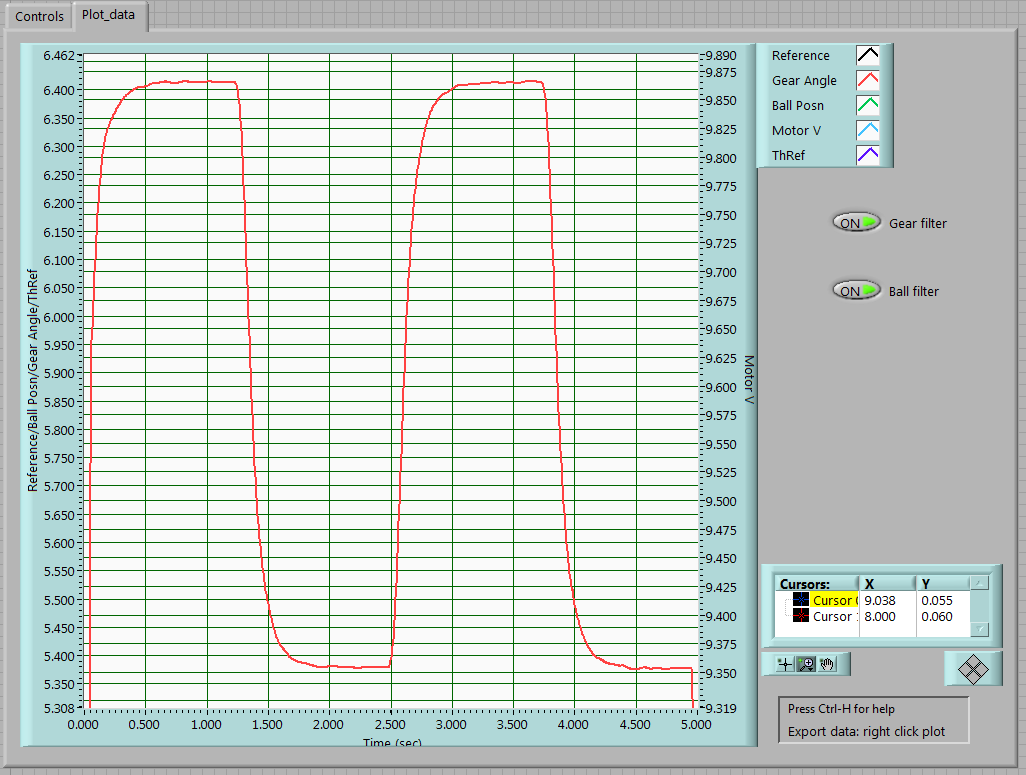 Controls
Plot_data
Reference/Ball Posn/Gear Angle/ThRef
6.462
6.400
6.350
6.300
6.250
6.200
6.150
6.100
6.050
6.000
5.950
5.900
5.850
5.800
5.750
5.700
5.650
5.600
5.550
5.500
5.450
5.400
5.350
5.308
0.000 0.500 1.000 1.500 2.000 2.500 3.000 3.500 4.000 4.500 5.000
Time (sec)
9.890
9.875
9.850
9.825
9.800
9.775
9.750
9.725
9.700
9.675
9.650
9.625
9.600
9.575
9.550
9.525
9.500
9.475
9.450
9.425
9.400
9.375
9.350
9.319
Motor V
Reference
Gear Angle
Ball Posn
Motor V
ThRef
ON Gear filter
ON Ball filter
Cursors: X Y
Cursor 9.038 0.055
Cursor 8.000 0.060
Press Ctrl-H for help
Export data: right click plot